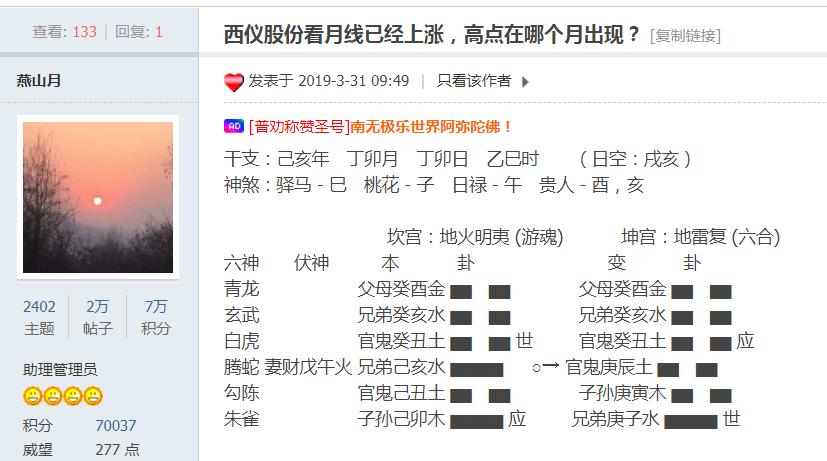 查看: 133 | 回复: 1
西仪股份看月线已经上涨，高点在哪个月出现？ [复制链接]
燕山月
发表于 2019-3-31 09:49 | 只看该作者
AD [普劝称赞圣号]南无极乐世界阿弥陀佛！
干支：己亥年 丁卯月 丁卯日 乙巳时 （日空：戌亥）
神煞：驿马－巳 桃花－子 日禄－午 贵人－酉，亥
坎宫：地火明夷 (游魂) 坤宫：地雷复 (六合)
六神 伏神 本 卦 变 卦
青龙 父母癸酉金 父母癸酉金
玄武 兄弟癸亥水 兄弟癸亥水
白虎 官鬼癸丑土 世 官鬼癸丑土 应
腾蛇 妻财戊午火 兄弟己亥水 ○→ 官鬼庚辰土
勾陈 官鬼己丑土 子孙庚寅木
朱雀 子孙己卯木 应 兄弟庚子水 世
2402 2万 7万
主题 帖子 积分
助理管理员
积分 70037
威望 277 点